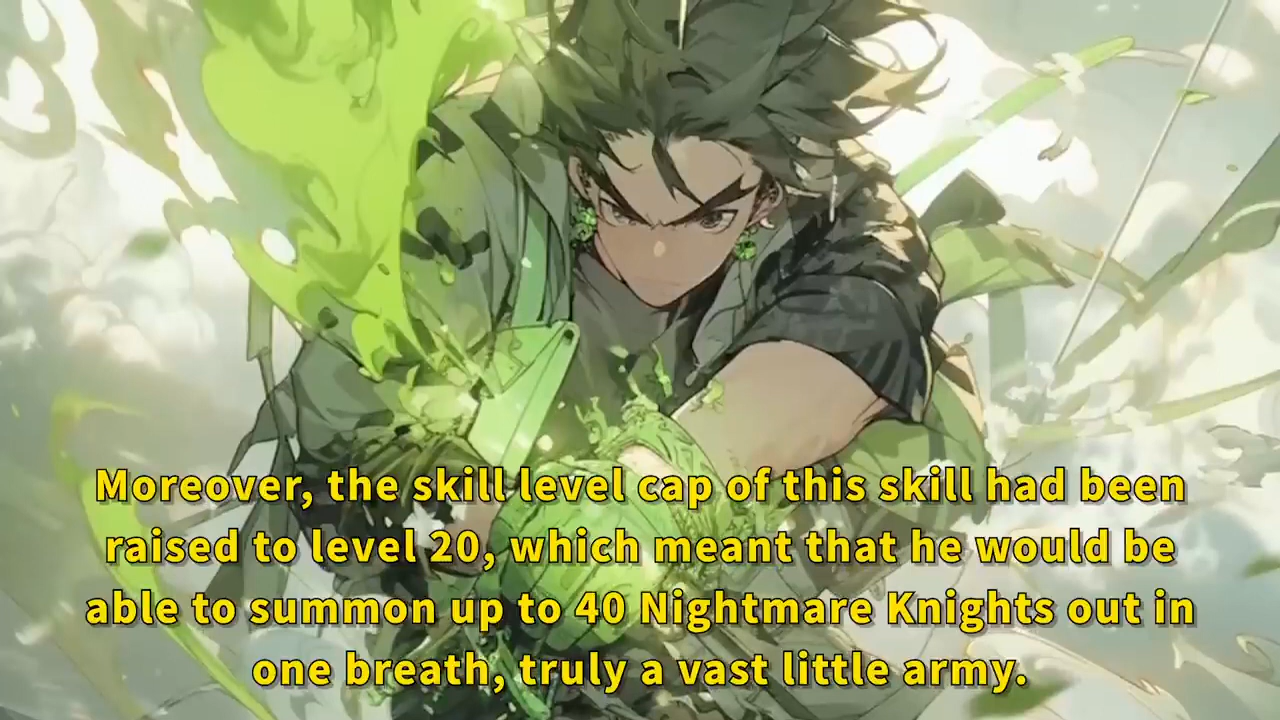 Moreover, the skill level cap of this skill had been
raised to level 20, which meant that he would be
able to summon up to 40 Nightmare Knights out in
one breath, truly a vast little army.